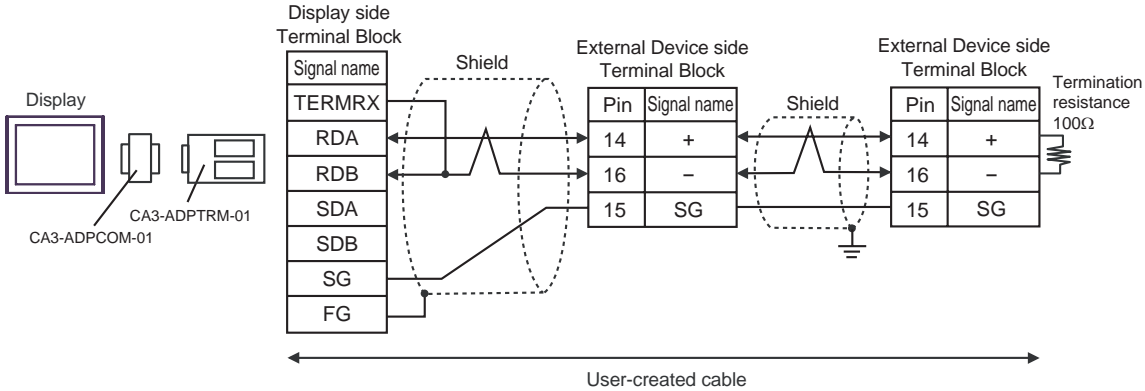 Display
CA3-ADPCOM-01
CA3-ADPTRM-01
Display side
Terminal Block
Signal name
TERMRX
RDA
RDB
SDA
SDB
SG
FG
Shield
External Device side
Terminal Block
Pin Signal name
14 +
16 −
15 SG
Shield
External Device side
Terminal Block
Pin Signal name
14 +
16 −
15 SG
Termination
resistance
100Ω
User-created cable